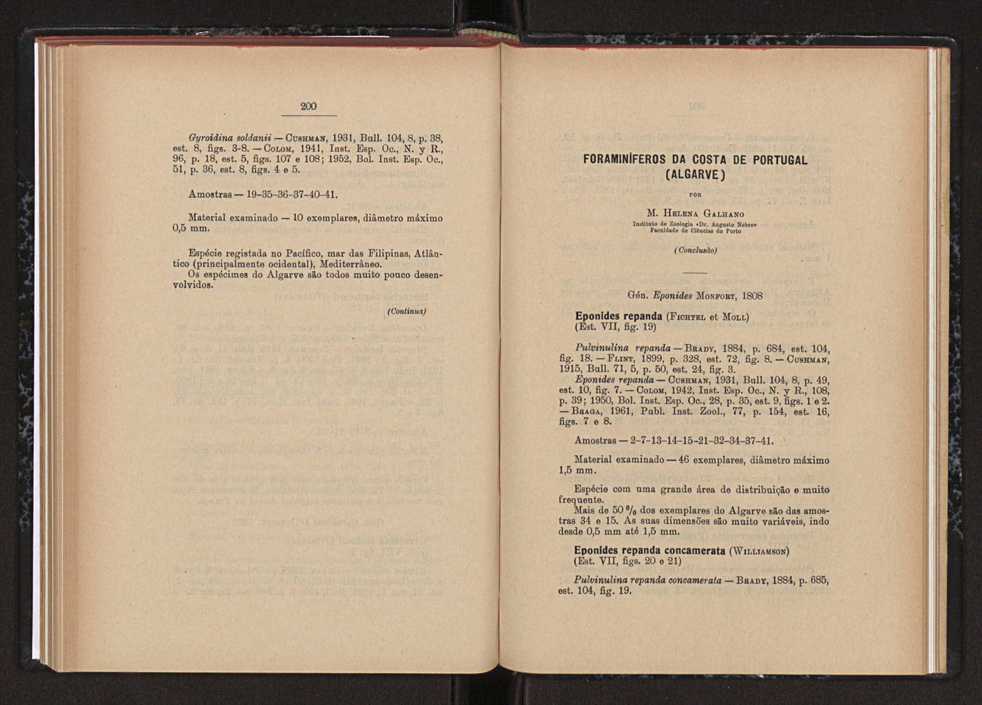 200
Gyroidina soldanii — CUSHMAN, 1931, Bull. 104, 8, p. 38,
est. 8, figs. 3-8. — COLOM, 1941, Inst. Esp. Oc., N. y R.,
96, p. 18, est. 5, figs. 107 e 108; 1952, Bol. Inst. Esp. Oc.,
51, p. 36, est. 8, figs. 4 e 5.
Amostras — 19-35-36-37-40-41.
Material examinado — 10 exemplares, diâmetro máximo
0,5 mm.
Espécie registada no Pacífico, mar das Filipinas, Atlân-
tico (principalmente ocidental), Mediterrâneo.
Os espécimes do Algarve são todos muito pouco desen-
volvidos.
(Continua)
FORAMINÍFEROS DA COSTA DE PORTUGAL
(ALGARVE)
POR
M. HELENA GALHANO
Instituto de Zoologia «Dr. Augusto Nobre»
Faculdade de Ciências do Porto
(Conclusão)
Gén. Eponides MONFORT, 1808
Eponides repanda (FICHTEL et MOLL)
(Est. VII, fig. 19)
Pulvinulina repanda — BRADY, 1884, p. 684, est. 104,
fig. 18. — FLINT, 1899, p. 328, est. 72, fig. 8. — CUSHMAN,
1915, Bull. 71, 5, p. 50, est. 24, fig. 3.
Eponides repanda — CUSHMAN, 1931, Bull. 104, 8, p. 49,
est. 10, fig. 7. — COLOM, 1942, Inst. Esp. Oc., N. y R., 108,
p. 39; 1950, Bol. Inst. Esp. Oc., 28, p. 35, est. 9, figs. 1 e 2.
— BRAGA, 1961, Publ. Inst. Zool., 77, p. 154, est. 16,
figs. 7 e 8.
Amostras — 2-7-13-14-15-21-32-34-37-41.
Material examinado — 46 exemplares, diâmetro máximo
1,5 mm.
Espécie com uma grande área de distribuição e muito
frequente.
Mais de 50 % dos exemplares do Algarve são das amos-
tras 34 e 15. As suas dimensões são muito variáveis, indo
desde 0,5 mm até 1,5 mm.
Eponides repanda concamerata (WILLIAMSON)
(Est. VII, figs. 20 e 21)
Pulvinulina repanda concamerata — BRADY, 1884, p. 685,
est. 104, fig. 19.